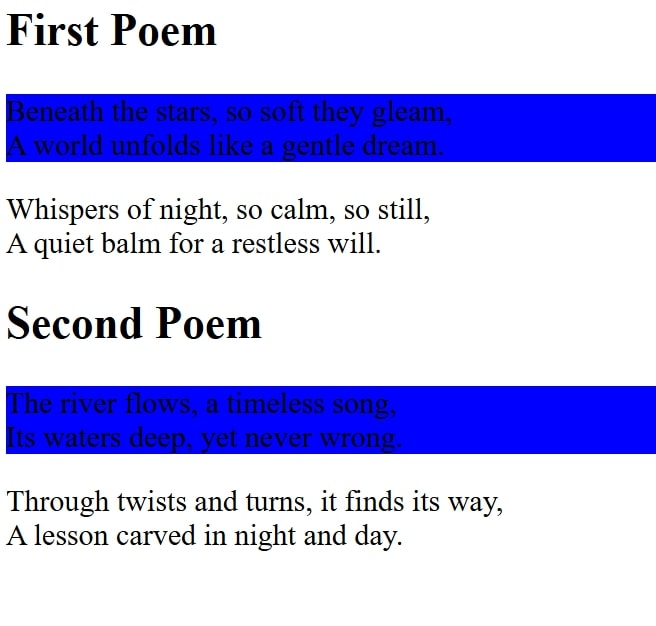 First Poem
Beneath the stars, so soft they gleam,
A world unfolds like a gentle dream.
Whispers of night, so calm, so still,
A quiet balm for a restless will.
Second Poem
The river flows, a timeless song,
Its waters deep, yet never wrong.
Through twists and turns, it finds its way,
A lesson carved in night and day.